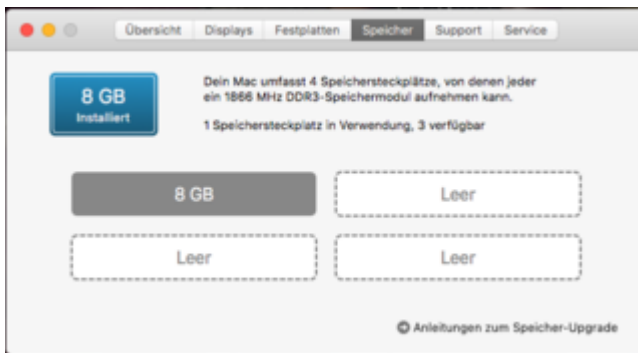 Übersicht Displays Festplatten Speicher Support Service
8 GB
Installiert
Dein Mac umfasst 4 Speichersteckplätze, von denen jeder
ein 1866 MHz DDR3-Speichermodul aufnehmen kann.
1 Speichersteckplatz in Verwendung, 3 verfügbar
8 GB
Leer
Leer
Leer
Anleitungen zum Speicher-Upgrade